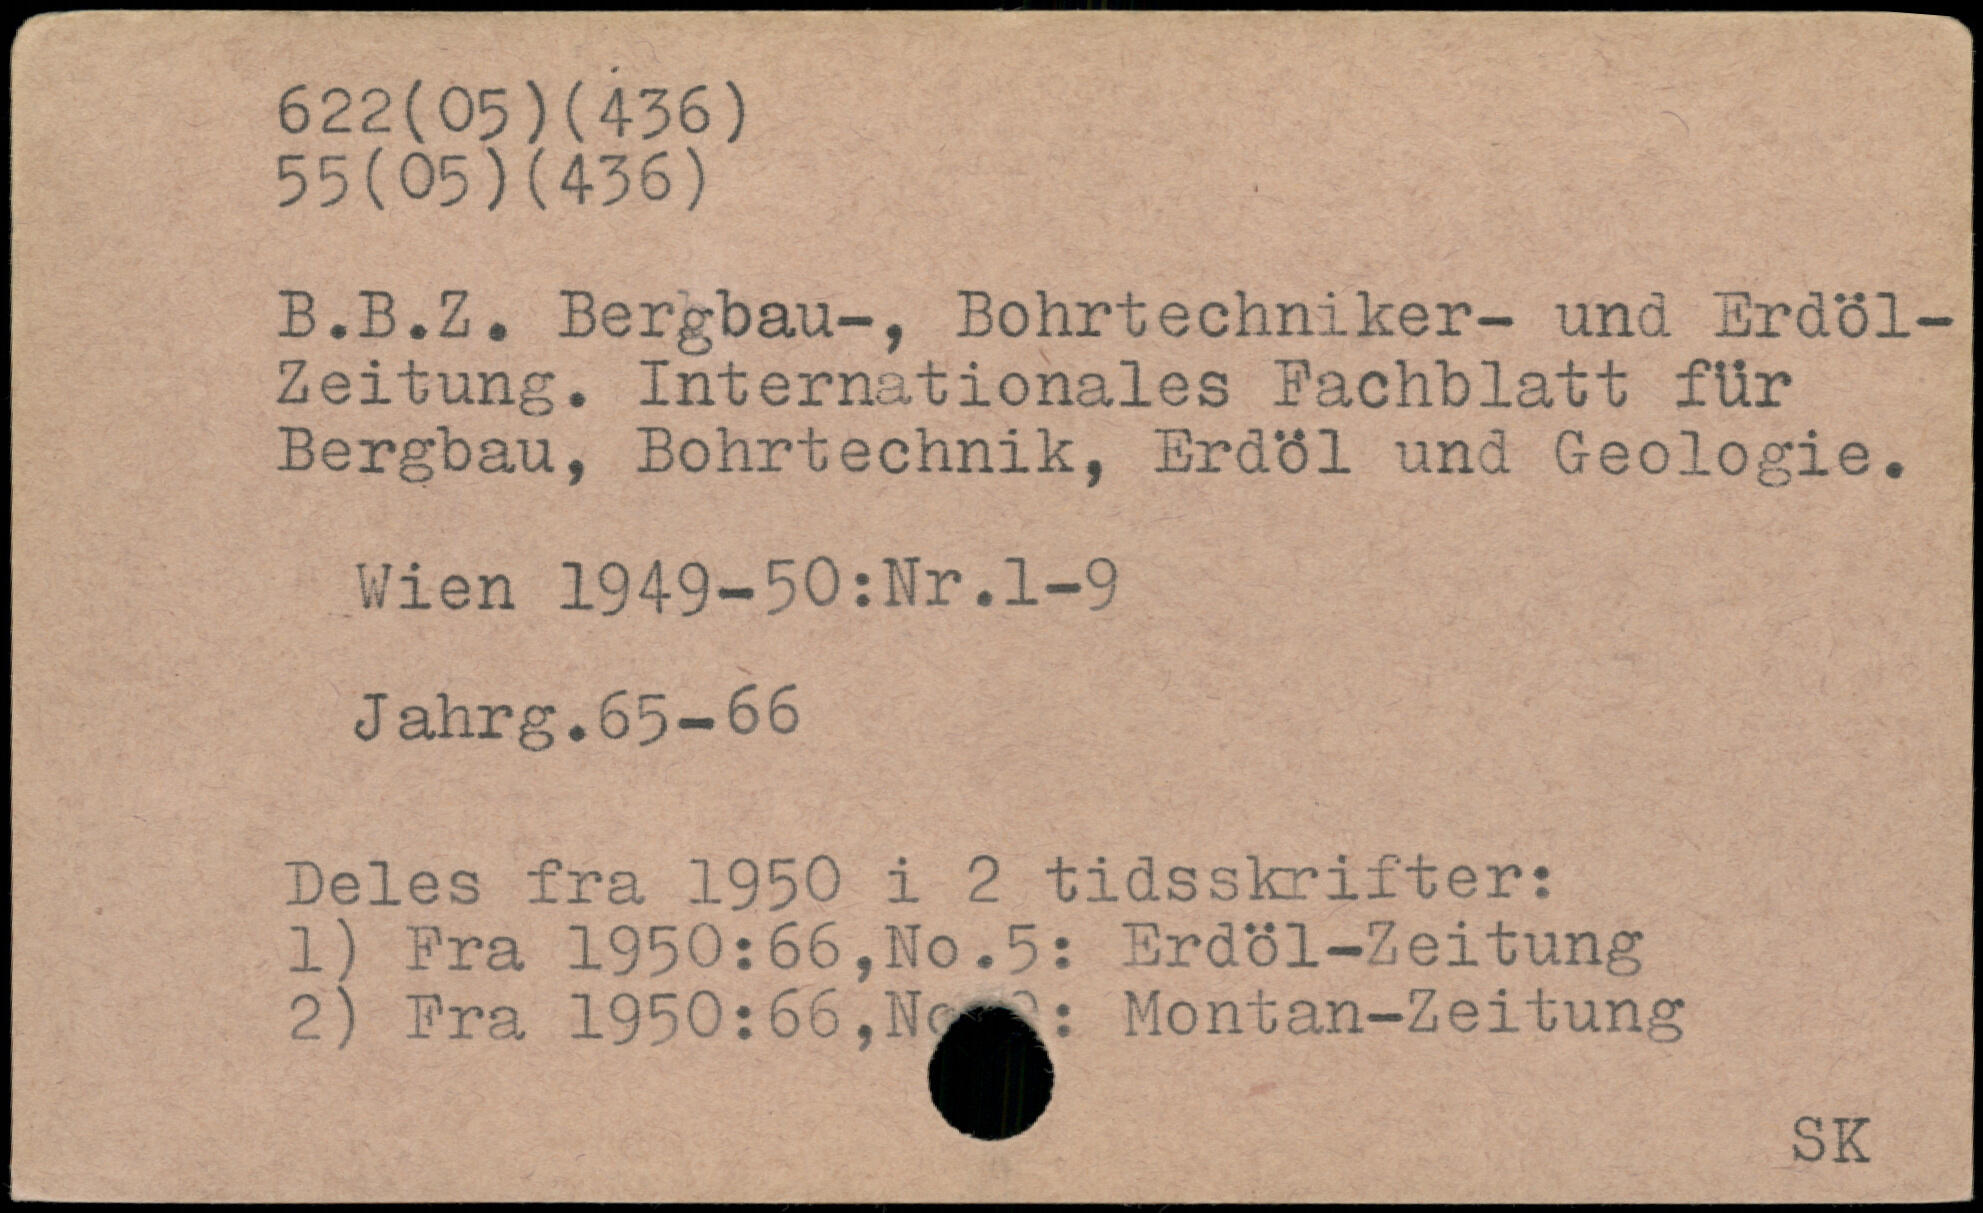 622(05)(436)
55(05)(436)
B.B.Z. Bergbau-, Bohrtechniker- und Erdöl-
Zeitung. Internationales Fachblatt für
Bergbau, Bohrtechnik, Erdöl und Geologie.
Wien 1949-50:Nr.1-9
Jahrg.65-66
Deles fra 1950 i 2 tidsskrifter:
1) Fra 1950:66,No.5: Erdöl-Zeitung
2) Fra 1950:66, Montan-Zeitung
SK